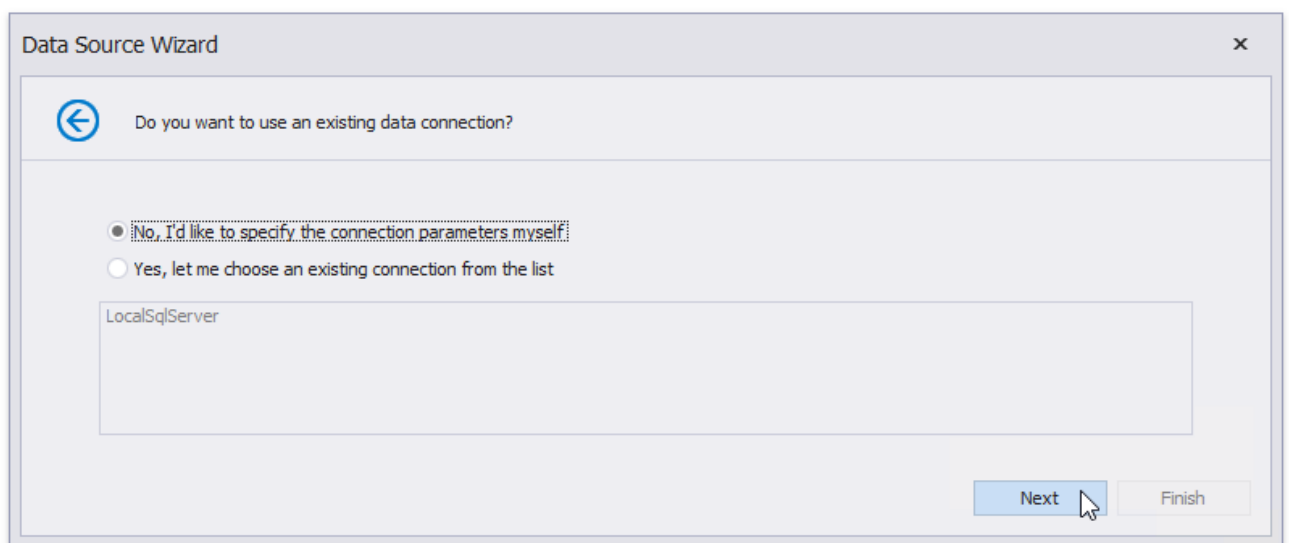 Data Source Wizard
Do you want to use an existing data connection?
No, I'd like to specify the connection parameters myself
Yes, let me choose an existing connection from the list
LocalSqlServer
Next Finish